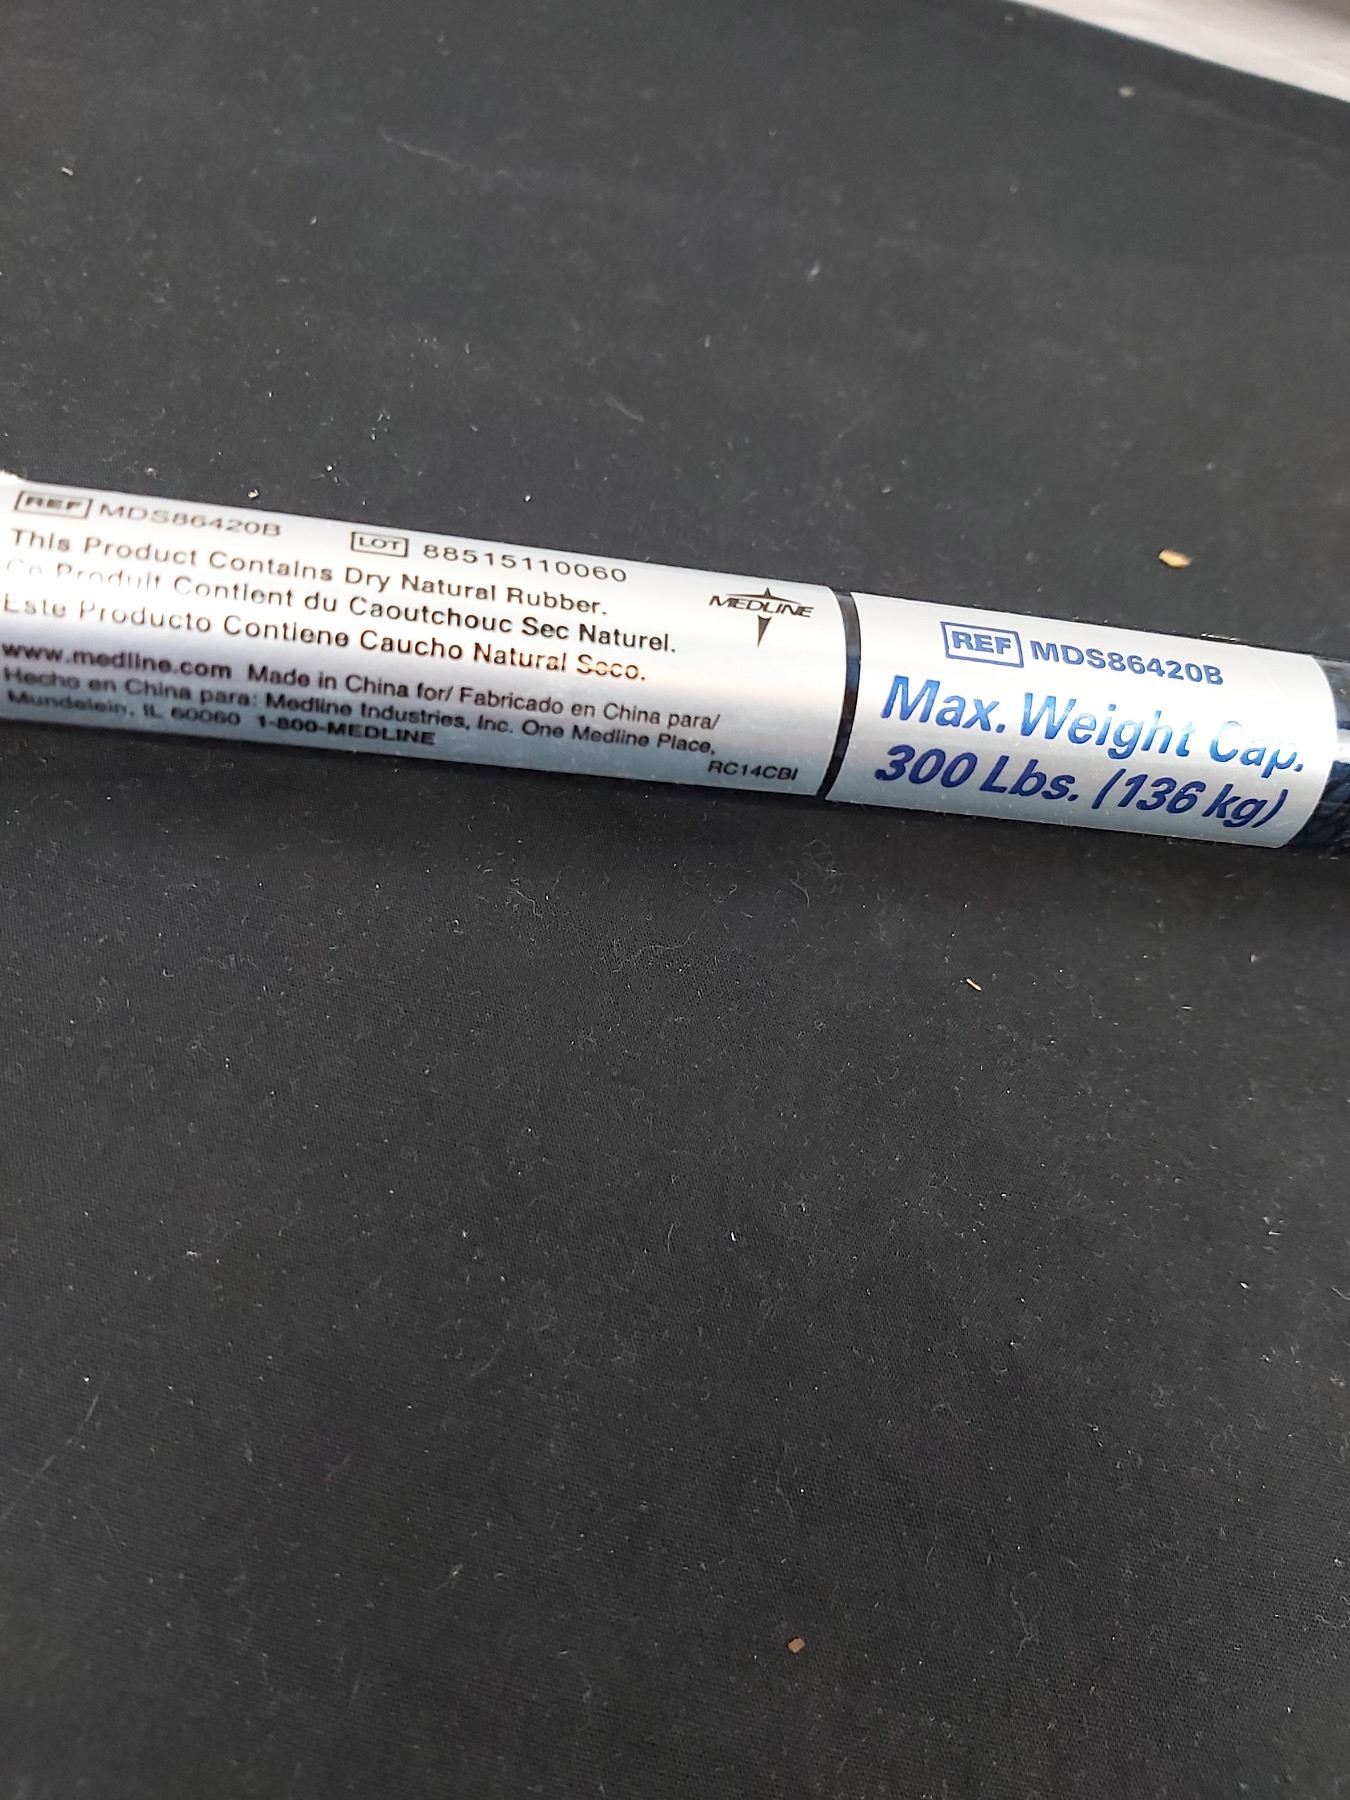 REF MDS86420B
LOT 88515110060
This Product Contains Dry Natural Rubber.
Ce Produit Contient du Caoutchouc Sec Naturel.
Este Producto Contiene Caucho Natural Seco.
www.medline.com Made in China for/ Fabricado en China para/
Hecho en China para: Medline Industries, Inc. One Medline Place,
Mundelein, IL 60060 1-800-MEDLINE
RC14CBI
MEDLINE
REF MDS86420B
Max. Weight Cap.
300 Lbs. (136 kg)